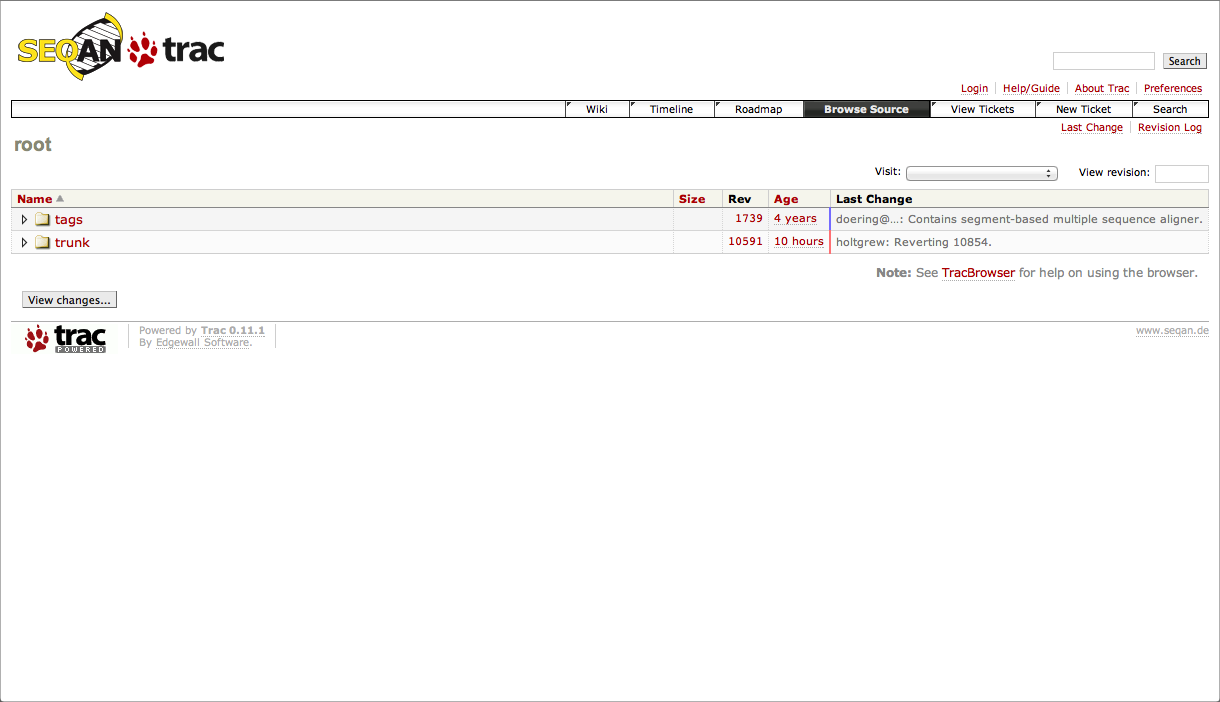 SEQAN trac
Search
Login Help/Guide About Trac Preferences
Wiki Timeline Roadmap Browse Source View Tickets New Ticket Search
Last Change Revision Log
root
Visit: View revision:
Name Size Rev Age Last Change
tags 1739 4 years doering@…: Contains segment-based multiple sequence aligner.
trunk 10591 10 hours holtgrew: Reverting 10854.
Note: See TracBrowser for help on using the browser.
View changes...
trac POWERED
Powered by Trac 0.11.1
By Edgewall Software.
www.seqan.de